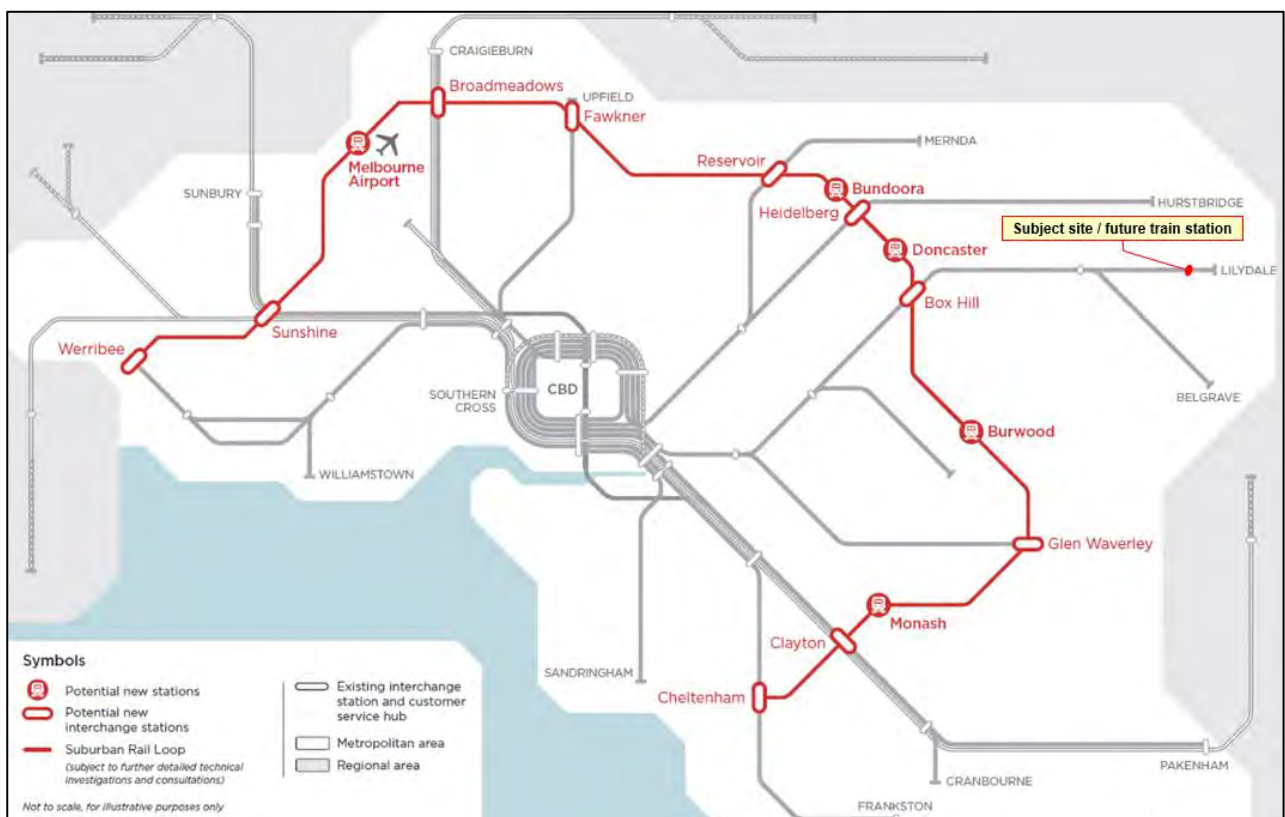 CRAIGIEBURN
Broadmeadows
UPFIELD
Fawkner
MERNDA
Reservoir
Melbourne
Airport
SUNBURY
Bundoora
HURSTBRIDGE
Heidelberg
Subject site / future train station
Doncaster
LILYDALE
Box Hill
Sunshine
Werribee
CBD
SOUTHERN
CROSS
BELGRAVE
Burwood
WILLIAMSTOWN
Glen Waverley
Monash
Clayton
SANDRINGHAM
Cheltenham
PAKENHAM
CRANBOURNE
FRANKSTON
Symbols
Potential new stations
Potential new
interchange stations
Suburban Rail Loop
(subject to further detailed technical
investigations and consultations)
Existing interchange
station and customer
service hub
Metropolitan area
Regional area
Not to scale, for illustrative purposes only